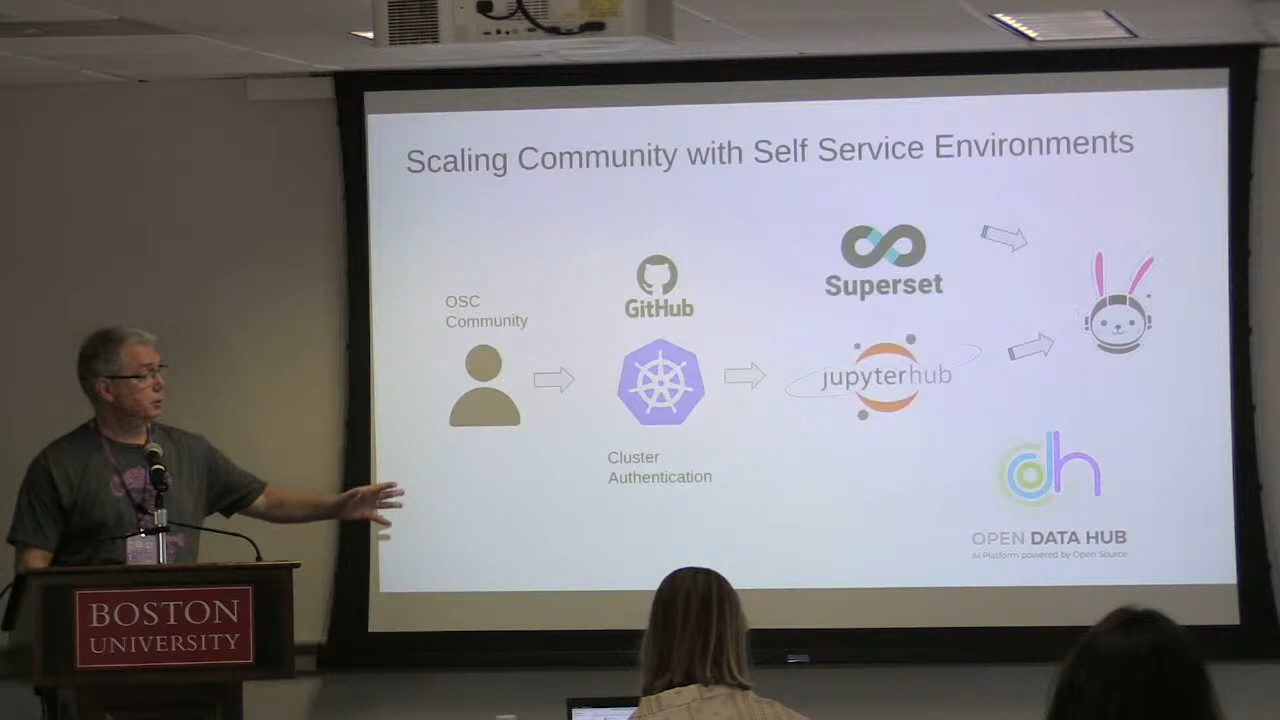 Scaling Community with Self Service Environments
OSC
Community
GitHub
Superset
jupyterhub
Cluster
Authentication
odh
OPEN DATA HUB
AI Platform powered by Open Source
BOSTON
UNIVERSITY